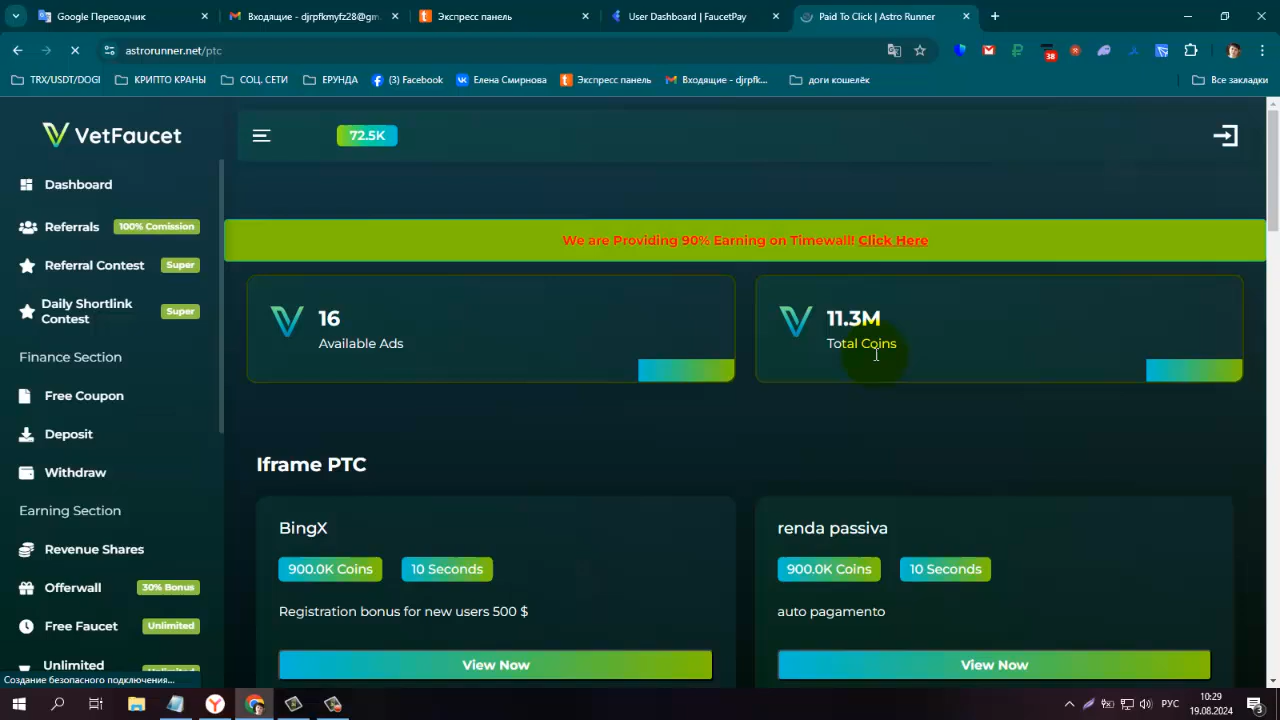 Google Переводчик
Входящие - djrpfkmyfz28@gm
Экспресс панель
User Dashboard | FaucetPay
Paid To Click | Astro Runner
astrorunner.net/ptc
38
TRX/USDT/DOGI
КРИПТО КРАНЫ
СОЦ. СЕТИ
ЕРУНДА
(3) Facebook
Елена Смирнова
Экспресс панель
Входящие - djrpfk...
доги кошелёк
Все закладки
VetFaucet
72.5K
Dashboard
Referrals 100% Comission
Referral Contest Super
Daily Shortlink
Contest Super
Finance Section
Free Coupon
Deposit
Withdraw
Earning Section
Revenue Shares
Offerwall 30% Bonus
Free Faucet Unlimited
Unlimited
We are Providing 90% Earning on Timewall! Click Here
16
Available Ads
11.3M
Total Coins
Iframe PTC
BingX
900.0K Coins 10 Seconds
Registration bonus for new users 500 $
View Now
renda passiva
900.0K Coins 10 Seconds
auto pagamento
View Now
Создание безопасного подключения...
РУС
10:29
19.08.2024
3